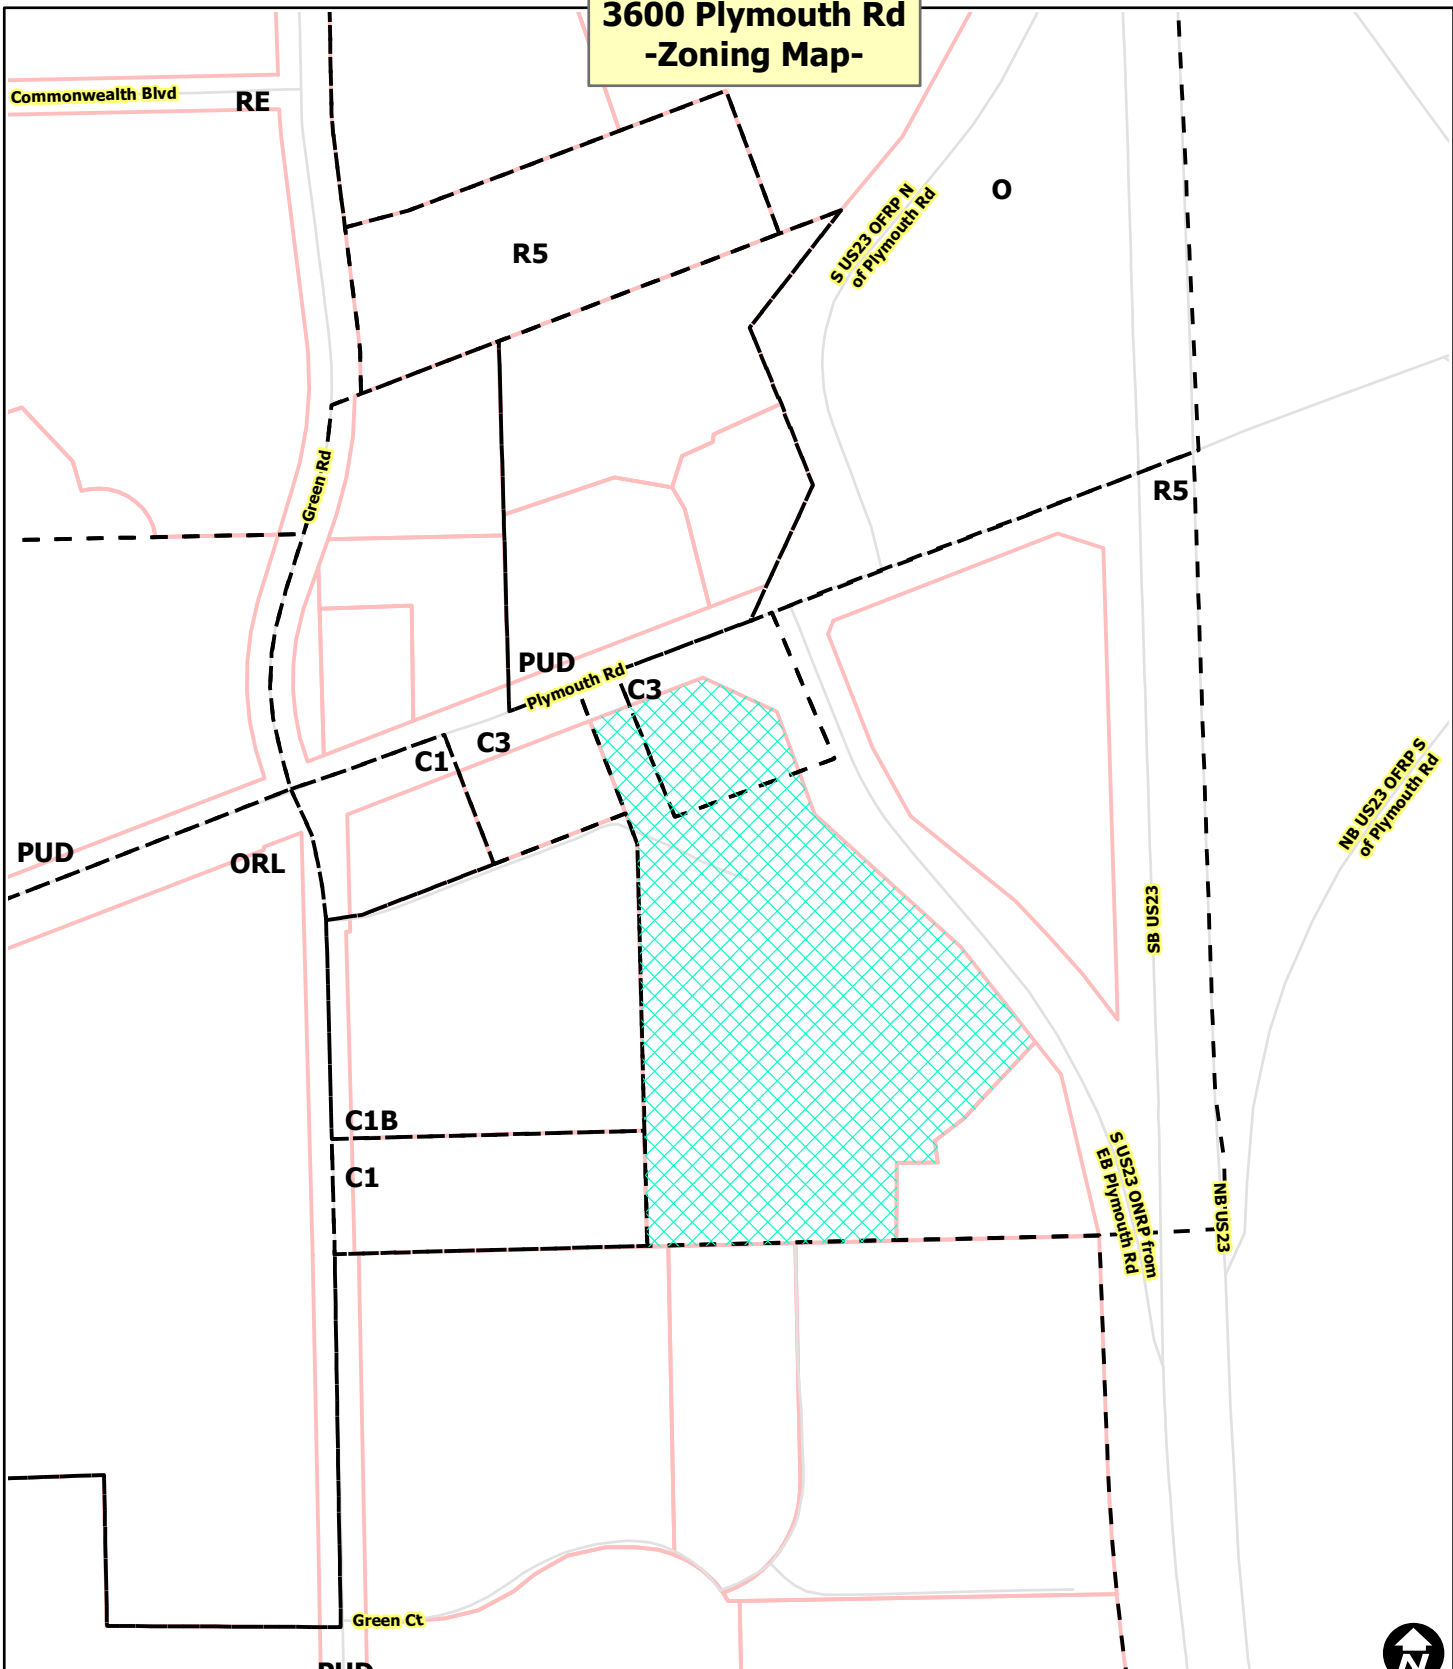 3600 Plymouth Rd
-Zoning Map-
Commonwealth Blvd
RE
O
S US23 OFRP N
of Plymouth Rd
R5
Green Rd
R5
PUD
C3
Plymouth Rd
C3
C1
PUD
ORL
NB US23 OFRP S
of Plymouth Rd
SB US23
C1B
C1
S US23 ONRP from
EB Plymouth Rd
NB US23
Green Ct
PUD
N